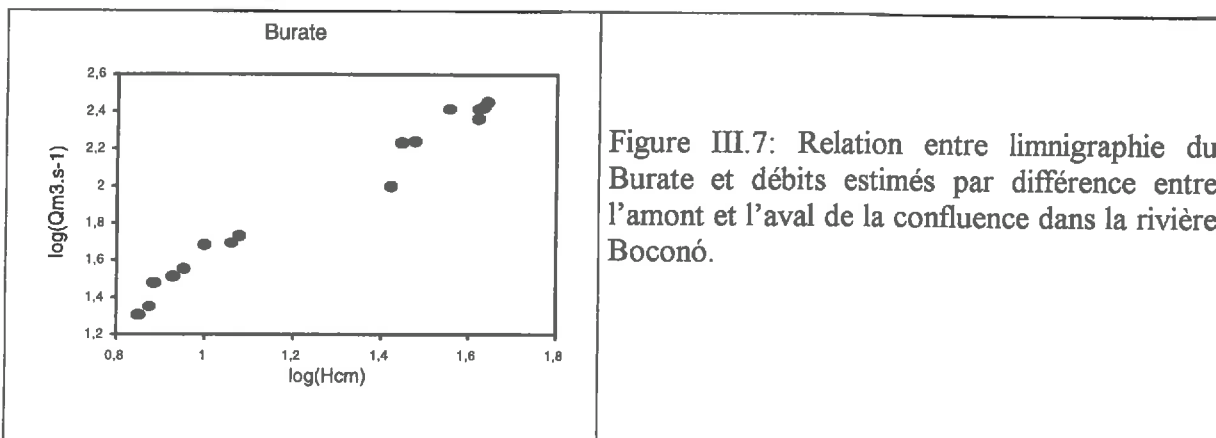 Burate
2,6
2,4
2,2
2
1,8
1,6
1,4
1,2
log(Qm3.s-1)
0,8 1 1,2 1,4 1,6 1,8
log(Hcm)
Figure III.7: Relation entre limnigraphie du
Burate et débits estimés par différence entre
l'amont et l'aval de la confluence dans la rivière
Boconó.